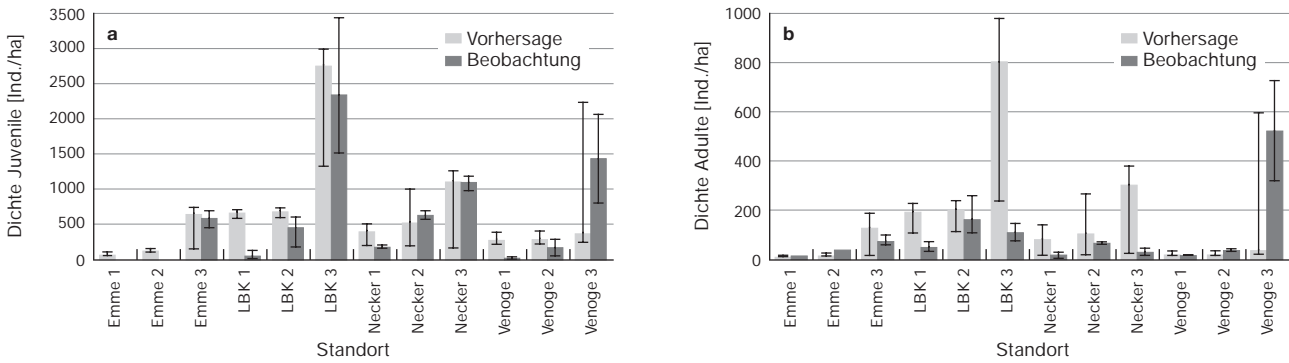 a
Vorhersage
Beobachtung
Dichte Juvenile [Ind./ha]
3500
3000
2500
2000
1500
1000
500
0
Emme 1
Emme 2
Emme 3
LBK 1
LBK 2
LBK 3
Necker 1
Necker 2
Necker 3
Venoge 1
Venoge 2
Venoge 3
Standort
b
Vorhersage
Beobachtung
Dichte Adulte [Ind./ha]
1000
800
600
400
200
0
Emme 1
Emme 2
Emme 3
LBK 1
LBK 2
LBK 3
Necker 1
Necker 2
Necker 3
Venoge 1
Venoge 2
Venoge 3
Standort